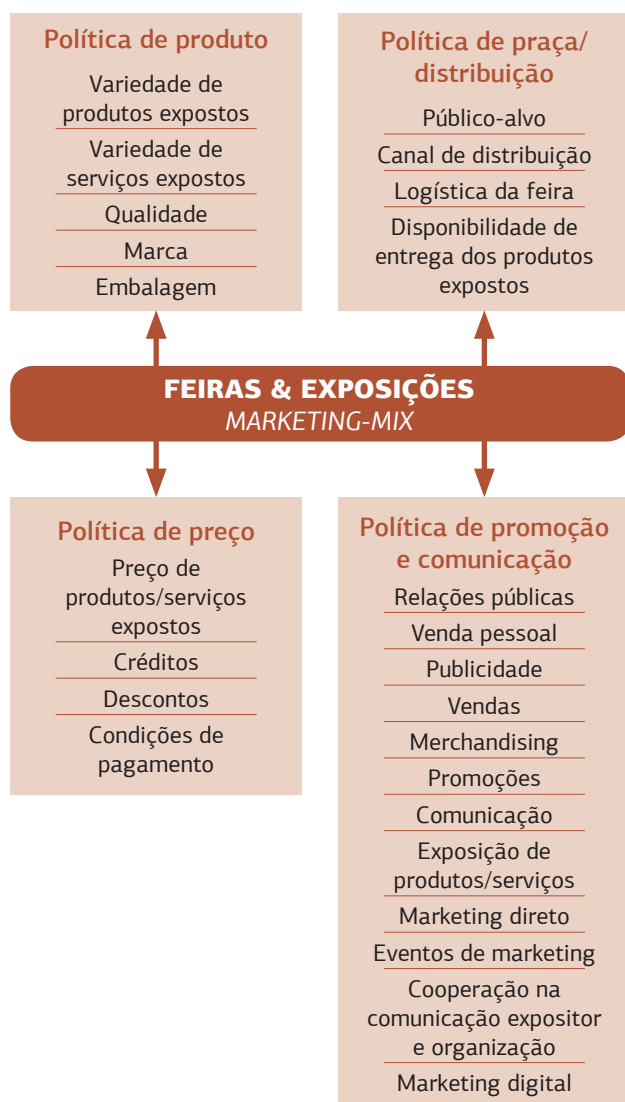 Política de produto
Variedade de
produtos expostos
Variedade de
serviços expostos
Qualidade
Marca
Embalagem
Política de praça/
distribuição
Público-alvo
Canal de distribuição
Logística da feira
Disponibilidade de
entrega dos produtos
expostos
FEIRAS & EXPOSIÇÕES
MARKETING-MIX
Política de preço
Preço de
produtos/serviços
expostos
Créditos
Descontos
Condições de
pagamento
Política de promoção
e comunicação
Relações públicas
Venda pessoal
Publicidade
Vendas
Merchandising
Promoções
Comunicação
Exposição de
produtos/serviços
Marketing direto
Eventos de marketing
Cooperação na
comunicação expositor
e organização
Marketing digital